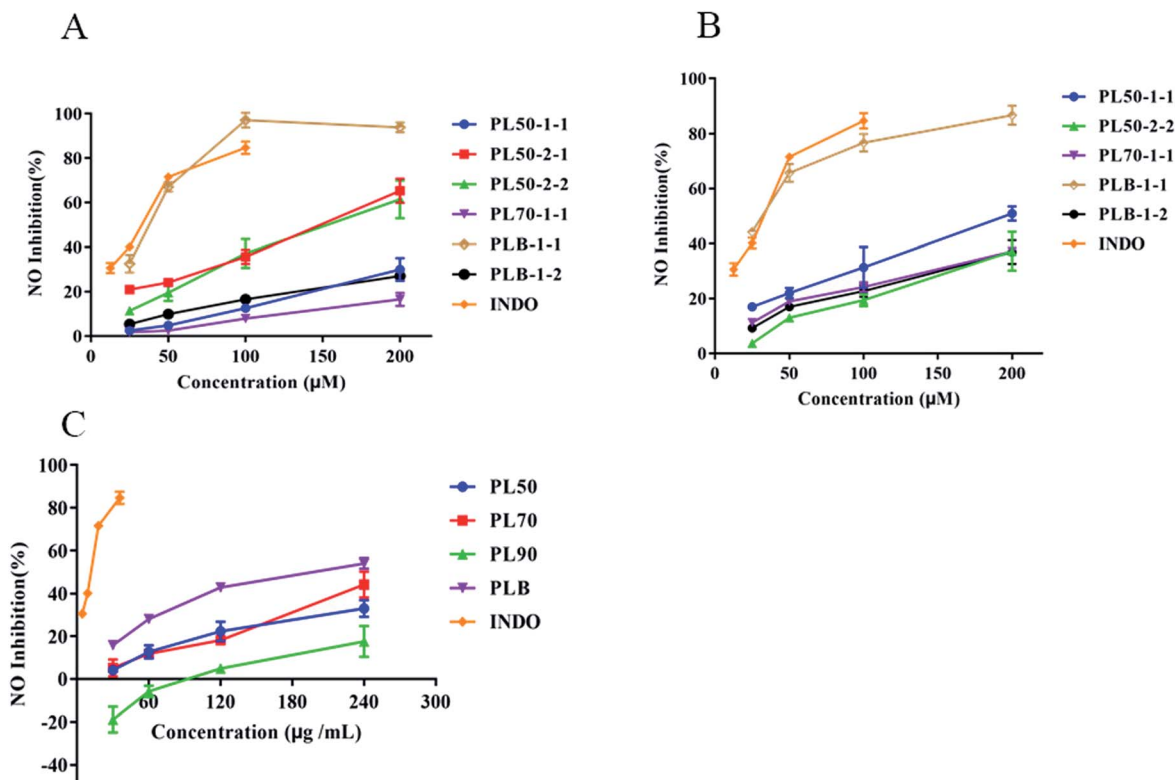 A
NO Inhibition(%)
100
80
60
40
20
0
0
50
100
150
200
Concentration (μM)
PL50-1-1
PL50-2-1
PL50-2-2
PL70-1-1
PLB-1-1
PLB-1-2
INDO
B
NO Inhibition(%)
100
80
60
40
20
0
0
50
100
150
200
Concentration (μM)
PL50-1-1
PL50-2-2
PL70-1-1
PLB-1-1
PLB-1-2
INDO
C
NO Inhibition(%)
100
80
60
40
20
0
-20
-40
60
120
180
240
300
Concentration (μg /mL)
PL50
PL70
PL90
PLB
INDO